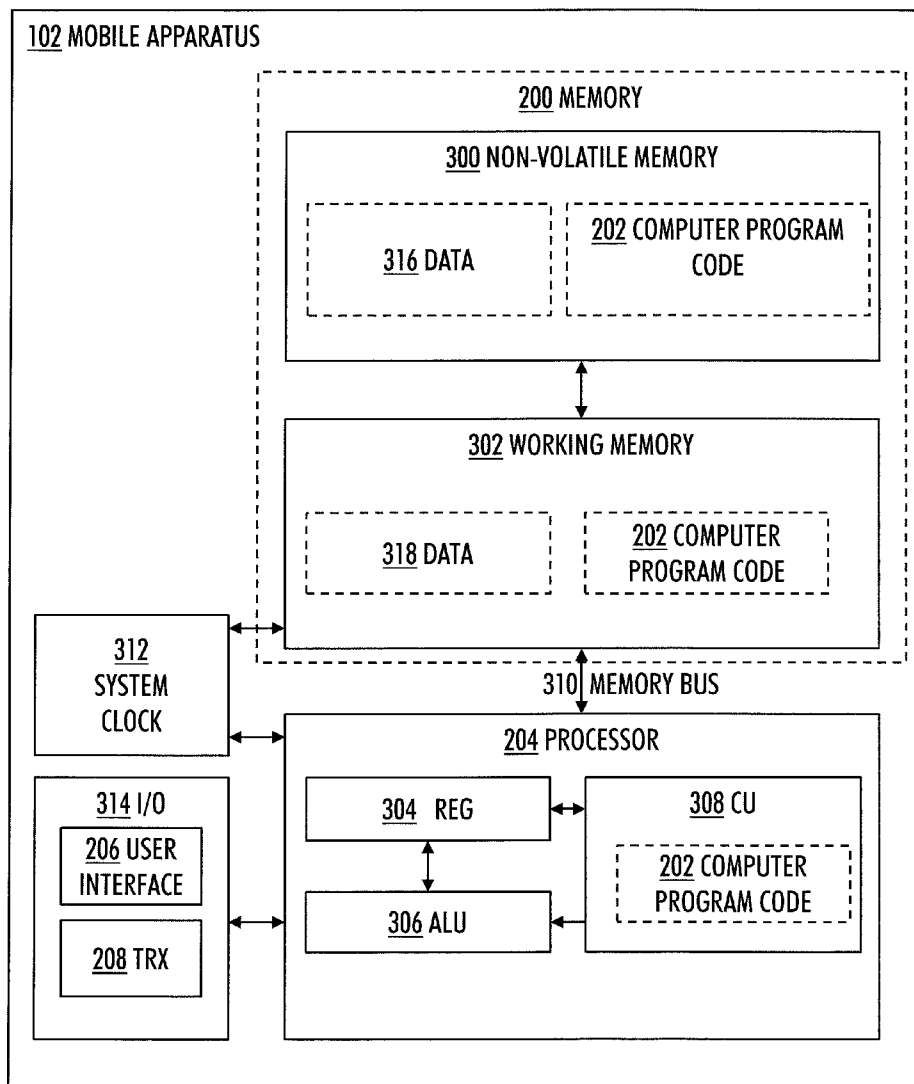 102 MOBILE APPARATUS
200 MEMORY
300 NON-VOLATILE MEMORY
316 DATA
202 COMPUTER PROGRAM
CODE
302 WORKING MEMORY
318 DATA
202 COMPUTER
PROGRAM CODE
312
SYSTEM
CLOCK
310 MEMORY BUS
204 PROCESSOR
304 REG
308 CU
202 COMPUTER
PROGRAM CODE
306 ALU
314 I/O
206 USER
INTERFACE
208 TRX